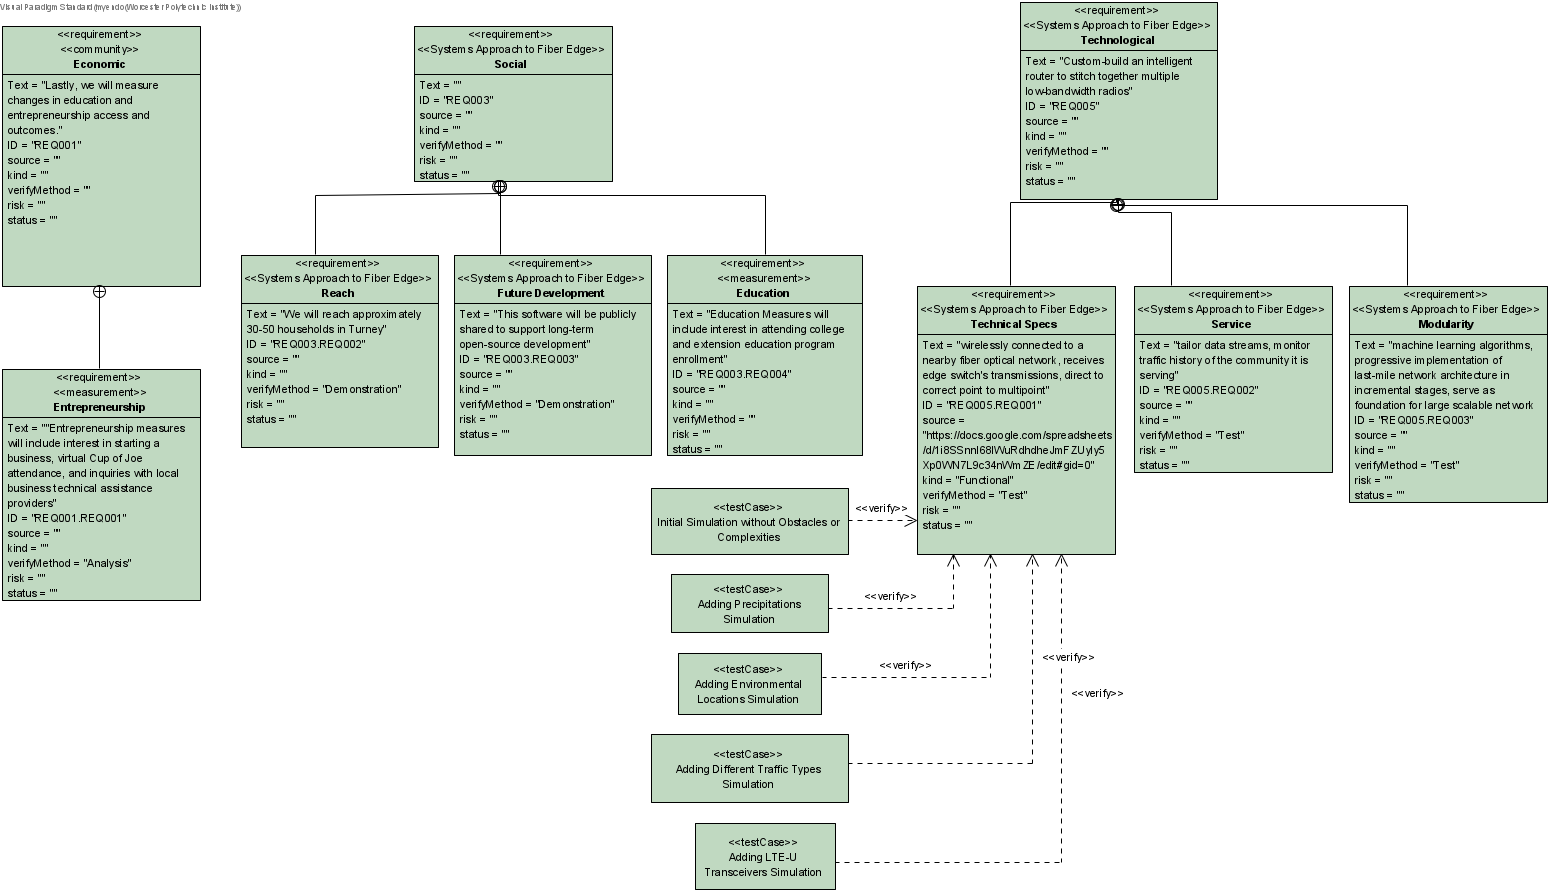 Visual Paradigm Standard(myendo(Worcester Polytechnic Institute))
<<requirement>>
<<community>>
Economic
Text = "Lastly, we will measure
changes in education and
entrepreneurship access and
outcomes."
ID = "REQ001"
source = ""
kind = ""
verifyMethod = ""
risk = ""
status = ""
<<requirement>>
<<measurement>>
Entrepreneurship
Text = ""Entrepreneurship measures
will include interest in starting a
business, virtual Cup of Joe
attendance, and inquiries with local
business technical assistance
providers"
ID = "REQ001.REQ001"
source = ""
kind = ""
verifyMethod = "Analysis"
risk = ""
status = ""
<<requirement>>
<<Systems Approach to Fiber Edge>>
Social
Text = ""
ID = "REQ003"
source = ""
kind = ""
verifyMethod = ""
risk = ""
status = ""
<<requirement>>
<<Systems Approach to Fiber Edge>>
Reach
Text = "We will reach approximately
30-50 households in Turney"
ID = "REQ003.REQ002"
source = ""
kind = ""
verifyMethod = "Demonstration"
risk = ""
status = ""
<<requirement>>
<<Systems Approach to Fiber Edge>>
Future Development
Text = "This software will be publicly
shared to support long-term
open-source development"
ID = "REQ003.REQ003"
source = ""
kind = ""
verifyMethod = "Demonstration"
risk = ""
status = ""
<<requirement>>
<<measurement>>
Education
Text = "Education Measures will
include interest in attending college
and extension education program
enrollment"
ID = "REQ003.REQ004"
source = ""
kind = ""
verifyMethod = ""
risk = ""
status = ""
<<requirement>>
<<Systems Approach to Fiber Edge>>
Technological
Text = "Custom-build an intelligent
router to stitch together multiple
low-bandwidth radios"
ID = "REQ005"
source = ""
kind = ""
verifyMethod = ""
risk = ""
status = ""
<<requirement>>
<<Systems Approach to Fiber Edge>>
Technical Specs
Text = "wirelessly connected to a
nearby fiber optical network, receives
edge switch's transmissions, direct to
correct point to multipoint"
ID = "REQ005.REQ001"
source =
"https://docs.google.com/spreadsheets
kind = "Functional"
verifyMethod = "Test"
risk = ""
status = ""
<<requirement>>
<<Systems Approach to Fiber Edge>>
Service
Text = "tailor data streams, monitor
traffic history of the community it is
serving"
ID = "REQ005.REQ002"
source = ""
kind = ""
verifyMethod = "Test"
risk = ""
status = ""
<<requirement>>
<<Systems Approach to Fiber Edge>>
Modularity
Text = "machine learning algorithms,
progressive implementation of
last-mile network architecture in
incremental stages, serve as
foundation for large scalable network
ID = "REQ005.REQ003"
source = ""
kind = ""
verifyMethod = "Test"
risk = ""
status = ""
<<testCase>>
Initial Simulation without Obstacles or
Complexities
<<verify>>
<<testCase>>
Adding Precipitations
Simulation
<<verify>>
<<testCase>>
Adding Environmental
Locations Simulation
<<verify>>
<<testCase>>
Adding Different Traffic Types
Simulation
<<verify>>
<<testCase>>
Adding LTE-U
Transceivers Simulation
<<verify>>